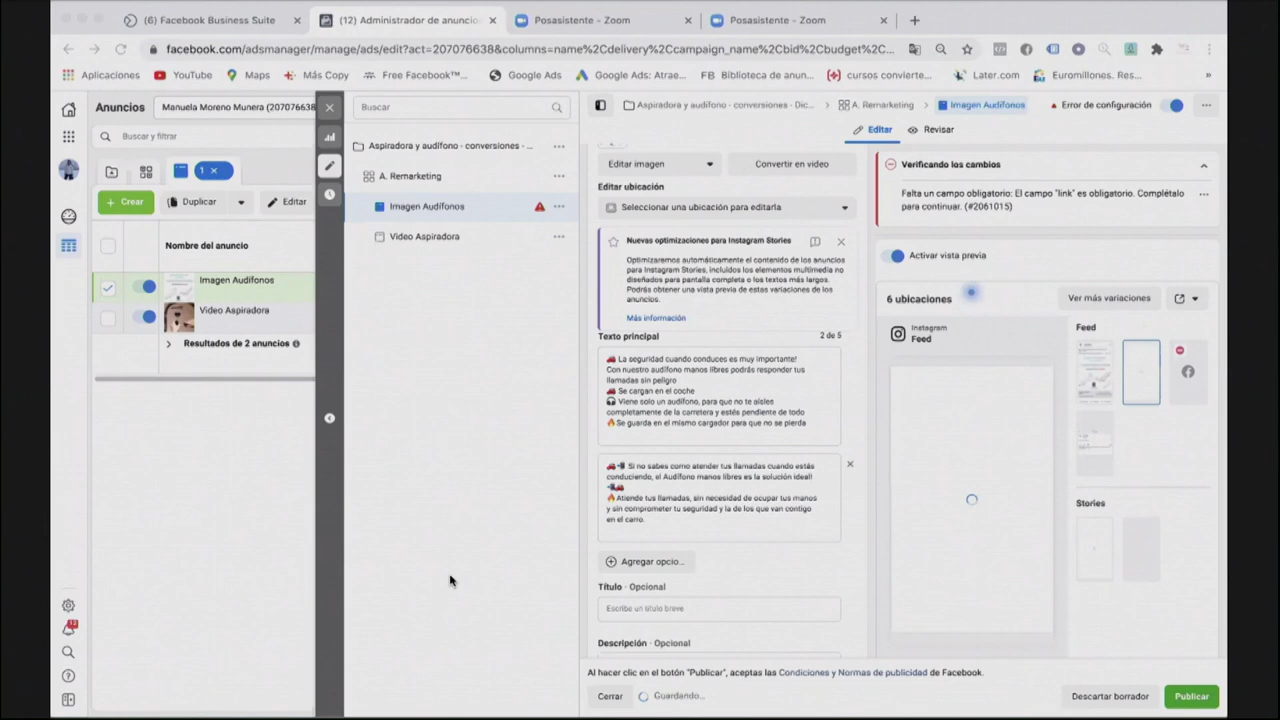 (6) Facebook Business Suite
(12) Administrador de anuncio
Posasistente - Zoom
Posasistente - Zoom
facebook.com/adsmanager/manage/ads/edit?act=207076638&columns=name%2Cdelivery%2Ccampaign_name%2Cbid%2Cbudget%2C...
Aplicaciones
YouTube
Maps
Más Copy
Free Facebook™...
Google Ads
Google Ads: Atrae...
FB Biblioteca de anun...
cursos convierte...
Later.com
Euromillones. Res...
»
Anuncios
Manuela Moreno Munera (20707663
Buscar y filtrar
1 ×
+ Crear
Duplicar
Editar
Nombre del anuncio
Imagen Audífonos
Video Aspiradora
Resultados de 2 anuncios
12
Buscar
Aspiradora y audífono - conversiones - ...
A. Remarketing
Imagen Audífonos
Video Aspiradora
Aspiradora y audífono - conversiones - Dic...
A. Remarketing
Imagen Audífonos
Error de configuración
Editar
Revisar
Editar imagen
Convertir en video
Editar ubicación
Seleccionar una ubicación para editarla
Nuevas optimizaciones para Instagram Stories
Optimizaremos automáticamente el contenido de los anuncios
para Instagram Stories, incluidos los elementos multimedia no
diseñados para pantalla completa o los textos más largos.
Podrás obtener una vista previa de estas variaciones de los
anuncios.
Más información
Texto principal
2 de 5
🚗 La seguridad cuando conduces es muy importante!
Con nuestro audífono manos libres podrás responder tus
llamadas sin peligro
🚗 Se cargan en el coche
🎧 Viene solo un audífono, para que no te aísles
completamente de la carretera y estés pendiente de todo
🔥 Se guarda en el mismo cargador para que no se pierda
🚗📲 Si no sabes como atender tus llamadas cuando estás
conduciendo, el Audífono manos libres es la solución ideal!
📲🚗
🔥Atiende tus llamadas, sin necesidad de ocupar tus manos
y sin comprometer tu seguridad y la de los que van contigo
en el carro.
Agregar opcio...
Título · Opcional
Escribe un título breve
Descripción · Opcional
Verificando los cambios
Falta un campo obligatorio: El campo "link" es obligatorio. Complétalo
para continuar. (#2061015)
Activar vista previa
6 ubicaciones
Ver más variaciones
Instagram
Feed
Feed
Stories
Al hacer clic en el botón "Publicar", aceptas las Condiciones y Normas de publicidad de Facebook.
Cerrar
Guardando...
Descartar borrador
Publicar